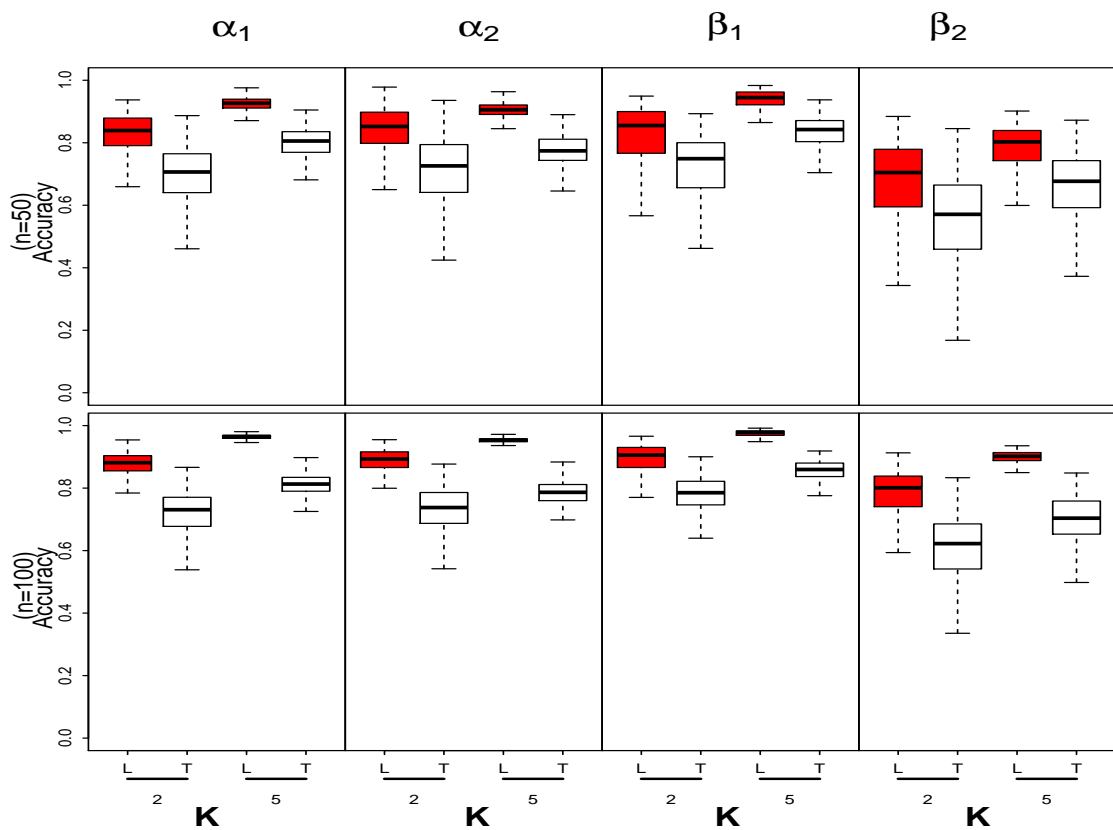 α1 α2 β1 β2
(n=50)
Accuracy
1.0
0.8
0.6
0.4
0.2
0.0
(n=100)
Accuracy
1.0
0.8
0.6
0.4
0.2
0.0
L T L T L T L T L T L T L T L T
2 5 2 5 2 5 2 5
K K K K